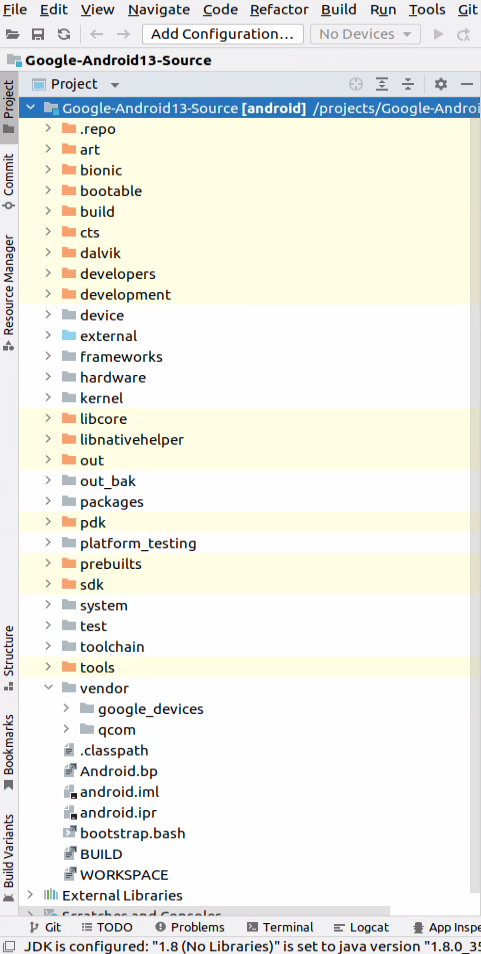 File Edit View Navigate Code Refactor Build Run Tools Git
Add Configuration... No Devices
Google-Android13-Source
Project
Project
Commit
Resource Manager
Structure
Bookmarks
Build Variants
Google-Android13-Source [android] /projects/Google-Androi
.repo
art
bionic
bootable
build
cts
dalvik
developers
development
device
external
frameworks
hardware
kernel
libcore
libnativehelper
out
out_bak
packages
pdk
platform_testing
prebuilts
sdk
system
test
toolchain
tools
vendor
google_devices
qcom
.classpath
Android.bp
android.iml
android.ipr
bootstrap.bash
BUILD
WORKSPACE
External Libraries
Scratches and Consoles
Git TODO Problems Terminal Logcat App Inspe
JDK is configured: "1.8 (No Libraries)" is set to java version "1.8.0_35